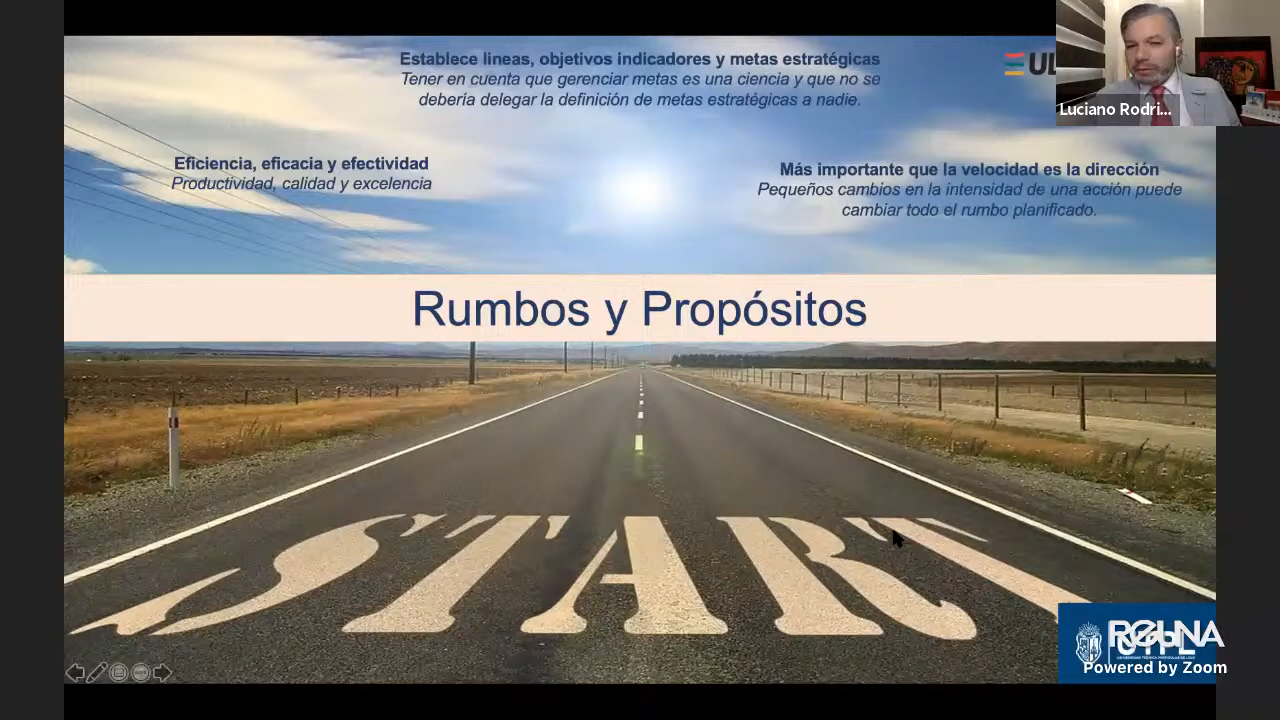 Establece lineas, objetivos indicadores y metas estratégicas
Tener en cuenta que gerenciar metas es una ciencia y que no se
debería delegar la definición de metas estratégicas a nadie.
Luciano Rodri...
Eficiencia, eficacia y efectividad
Productividad, calidad y excelencia
Más importante que la velocidad es la dirección
Pequeños cambios en la intensidad de una acción puede
cambiar todo el rumbo planificado.
Rumbos y Propósitos
START
UTPL
Powered by Zoom